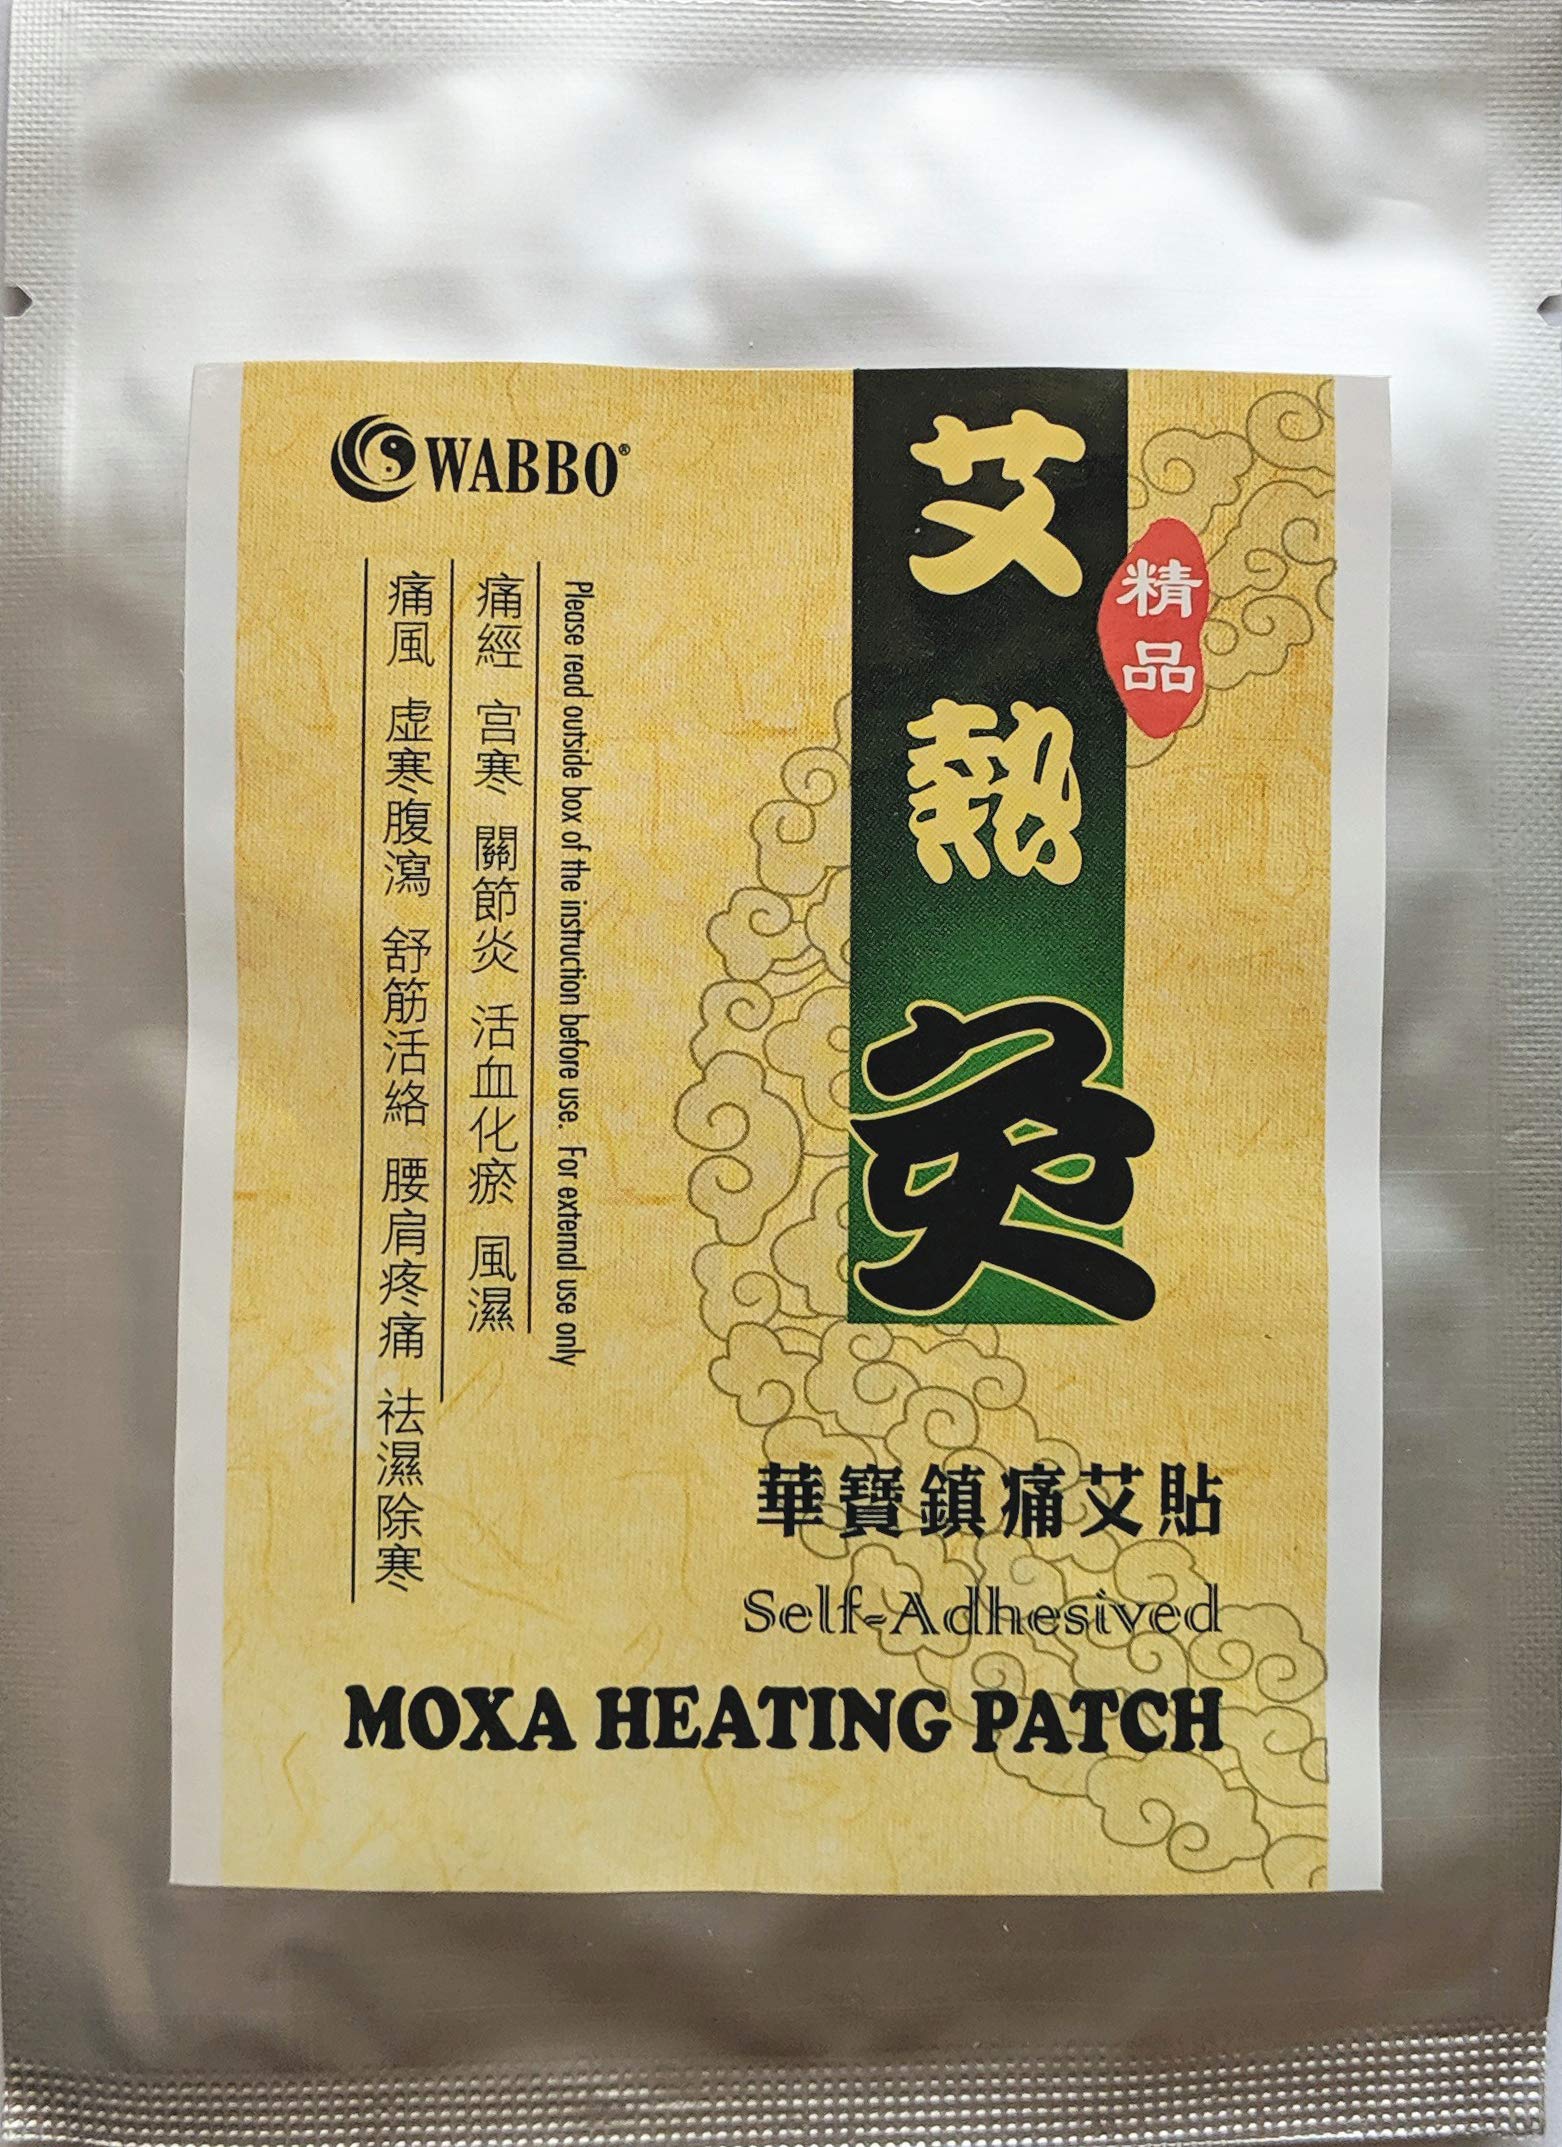 WABBO®
艾熱灸
精品
Please read outside box of the instruction before use. For external use only
痛經 宫寒 關節炎 活血化瘀 風濕
痛風 虚寒腹瀉 舒筋活絡 腰肩疼痛 祛濕除寒
華寶鎮痛艾貼
Self-Adhesived
MOXA HEATING PATCH